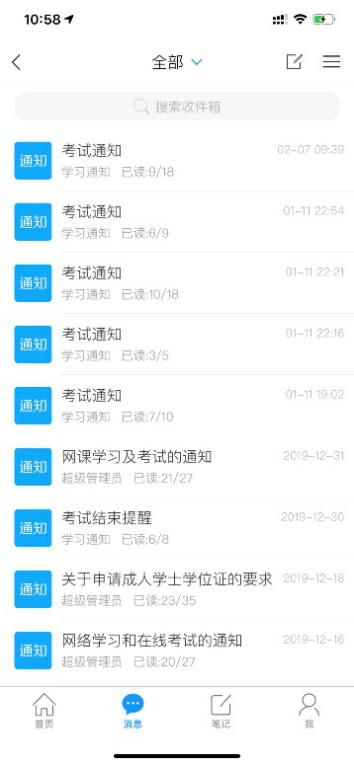 10:58
全部
搜索收件箱
通知
考试通知
02-07 09:39
学习通知 已读:9/18
通知
考试通知
01-11 22:54
学习通知 已读:6/9
通知
考试通知
01-11 22:21
学习通知 已读:10/18
通知
考试通知
01-11 22:16
学习通知 已读:3/5
通知
考试通知
01-11 19:02
学习通知 已读:7/10
通知
网课学习及考试的通知
2019-12-31
超级管理员 已读:21/27
通知
考试结束提醒
2019-12-30
学习通知 已读:6/8
通知
关于申请成人学士学位证的要求
2019-12-18
超级管理员 已读:23/35
通知
网络学习和在线考试的通知
2019-12-16
超级管理员 已读:20/27
首页
消息
笔记
我